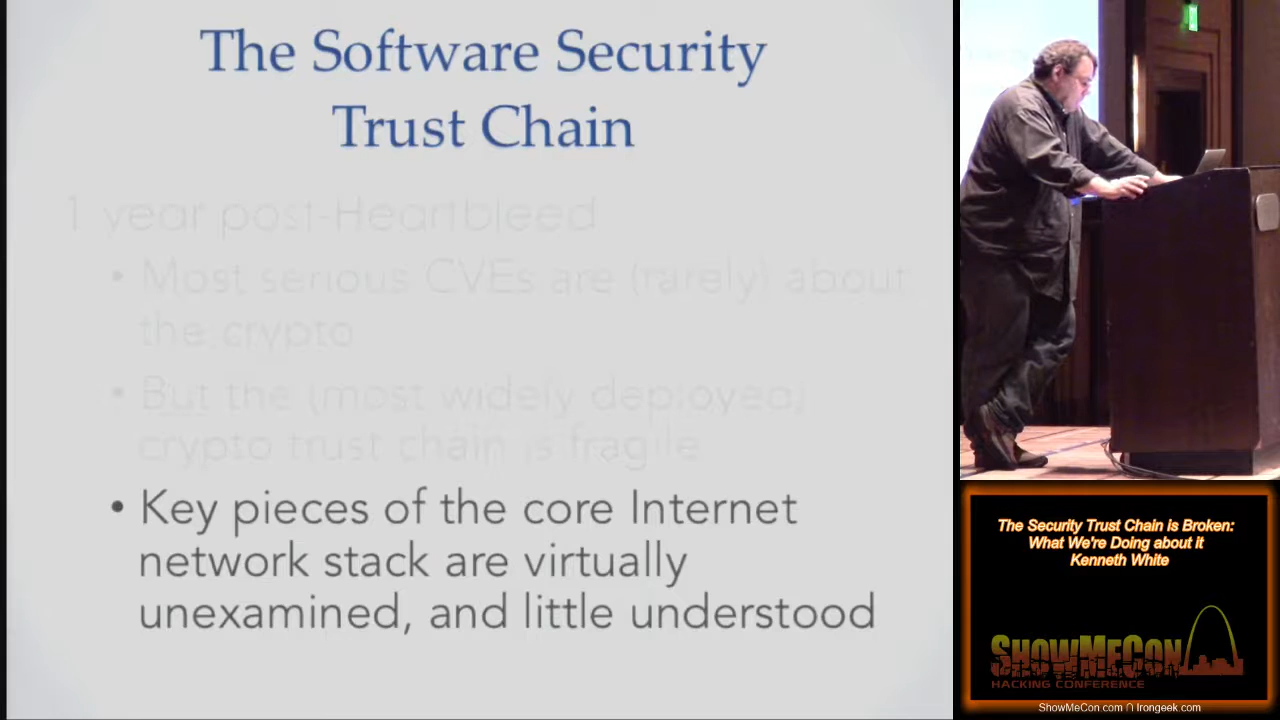 The Software Security
Trust Chain
1 year post-Heartbleed
• Most serious CVEs are (rarely) about
the crypto
• But the (most widely deployed)
crypto trust chain is fragile
• Key pieces of the core Internet
network stack are virtually
unexamined, and little understood
The Security Trust Chain is Broken:
What We're Doing about it
Kenneth White
ShowMeCon
HACKING CONFERENCE
ShowMeCon.com ∩ Irongeek.com